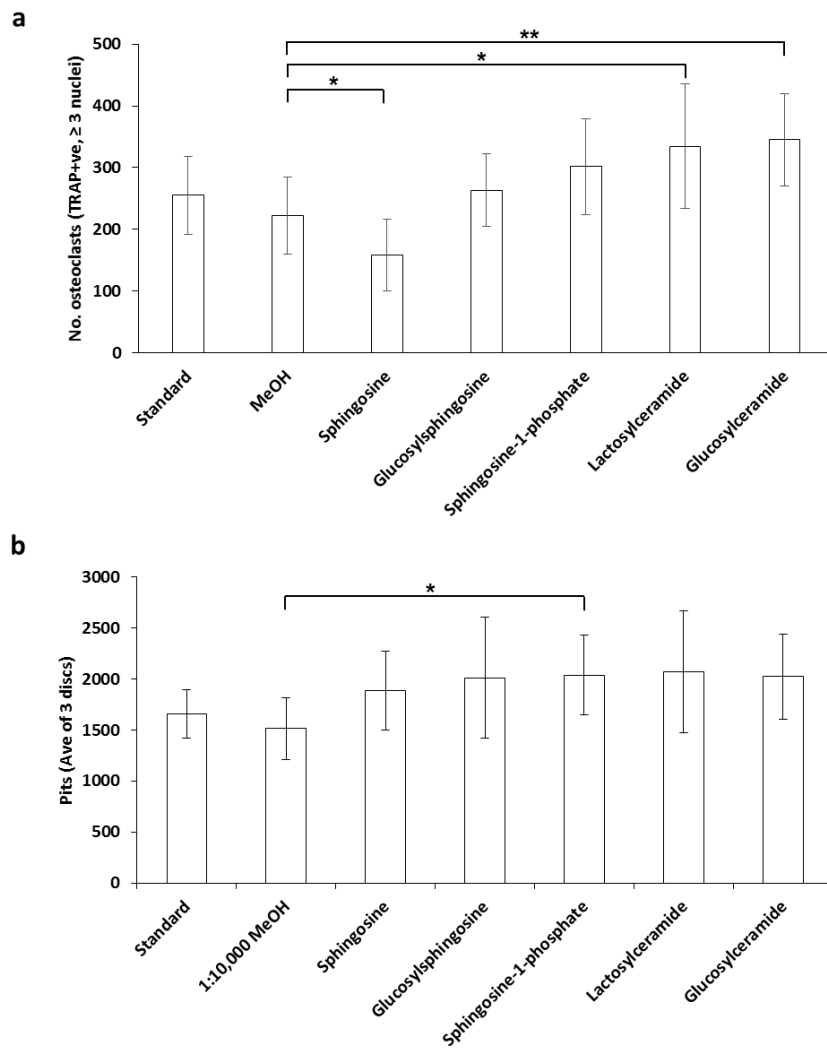 a
No. osteoclasts (TRAP+ve, ≥ 3 nuclei)
500
400
300
200
100
0
**
*
*
Standard
MeOH
Sphingosine
Glucosylsphingosine
Sphingosine-1-phosphate
Lactosylceramide
Glucosylceramide
b
Pits (Ave of 3 discs)
3000
2500
2000
1500
1000
500
0
*
Standard
1:10,000 MeOH
Sphingosine
Glucosylsphingosine
Sphingosine-1-phosphate
Lactosylceramide
Glucosylceramide